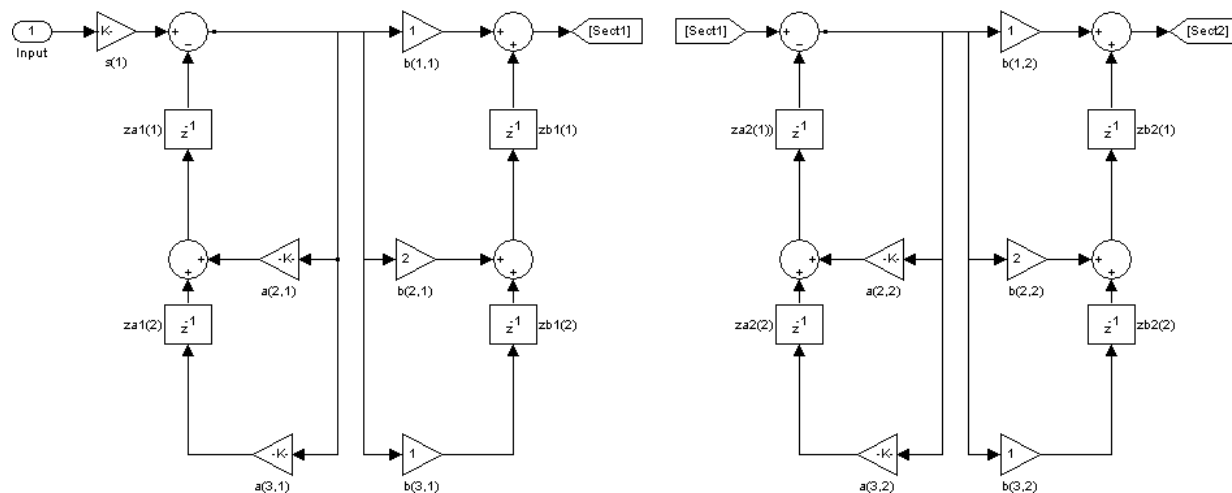 1
Input
K-
s(1)
+
−
1
b(1,1)
+
+
[Sect1]
za1(1)
z-1
z-1
zb1(1)
+
+
-K-
a(2,1)
2
b(2,1)
+
+
za1(2)
z-1
z-1
zb1(2)
-K-
a(3,1)
1
b(3,1)
[Sect1]
+
−
1
b(1,2)
+
+
[Sect2]
za2(1))
z-1
z-1
zb2(1)
+
+
-K-
a(2,2)
2
b(2,2)
+
+
za2(2)
z-1
z-1
zb2(2)
-K-
a(3,2)
1
b(3,2)